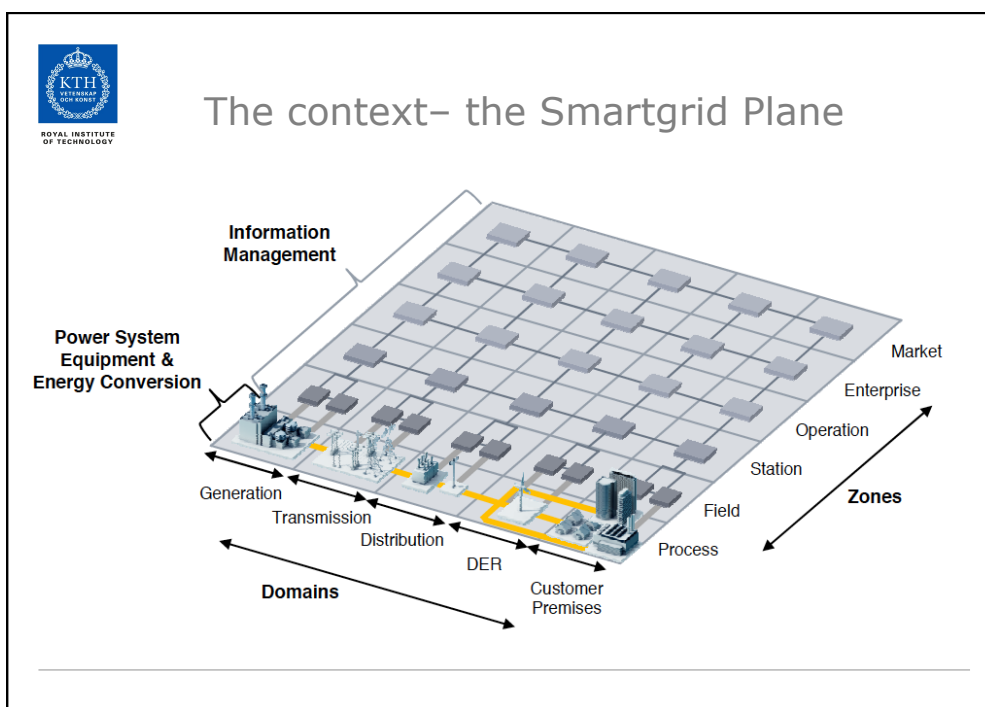 KTH
VETENSKAP
OCH KONST
ROYAL INSTITUTE
OF TECHNOLOGY
The context– the Smartgrid Plane
Information
Management
Power System
Equipment &
Energy Conversion
Market
Enterprise
Operation
Station
Field
Process
Zones
Generation
Transmission
Distribution
DER
Customer
Premises
Domains